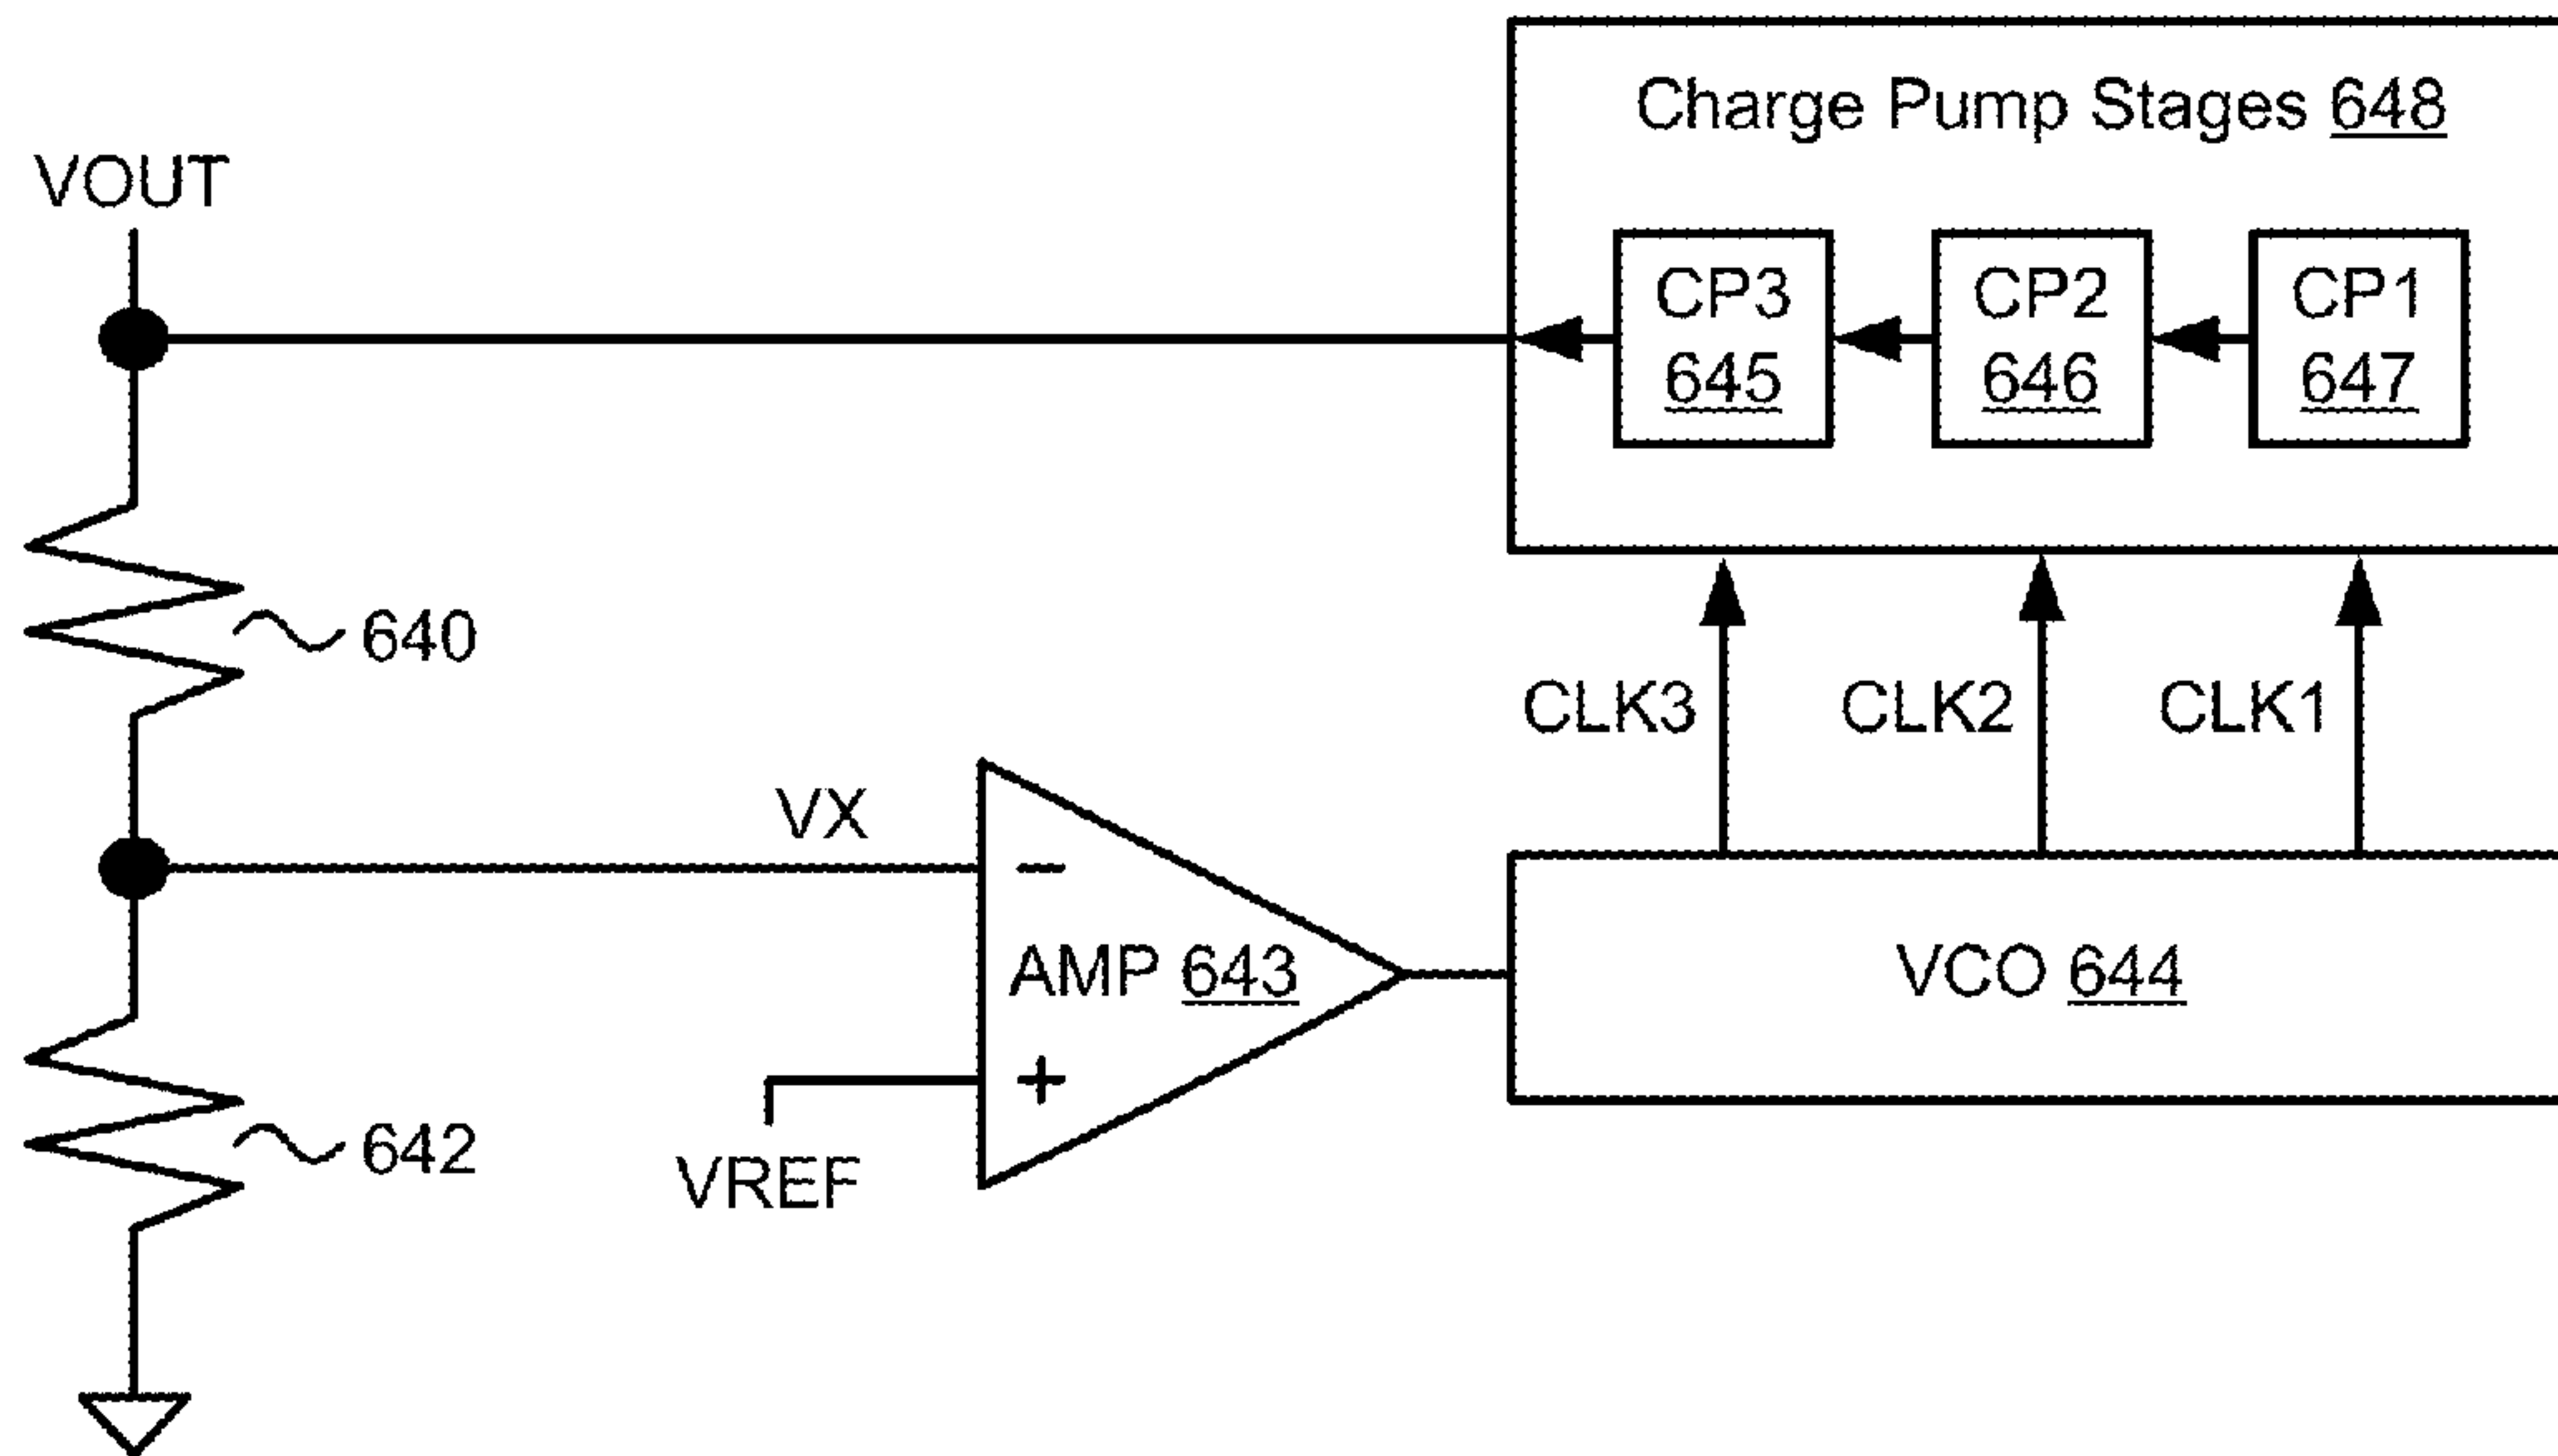 Charge Pump Stages 648
VOUT
CP3
645
CP2
646
CP1
647
640
CLK3
CLK2
CLK1
VX
−
AMP 643
+
VCO 644
642
VREF